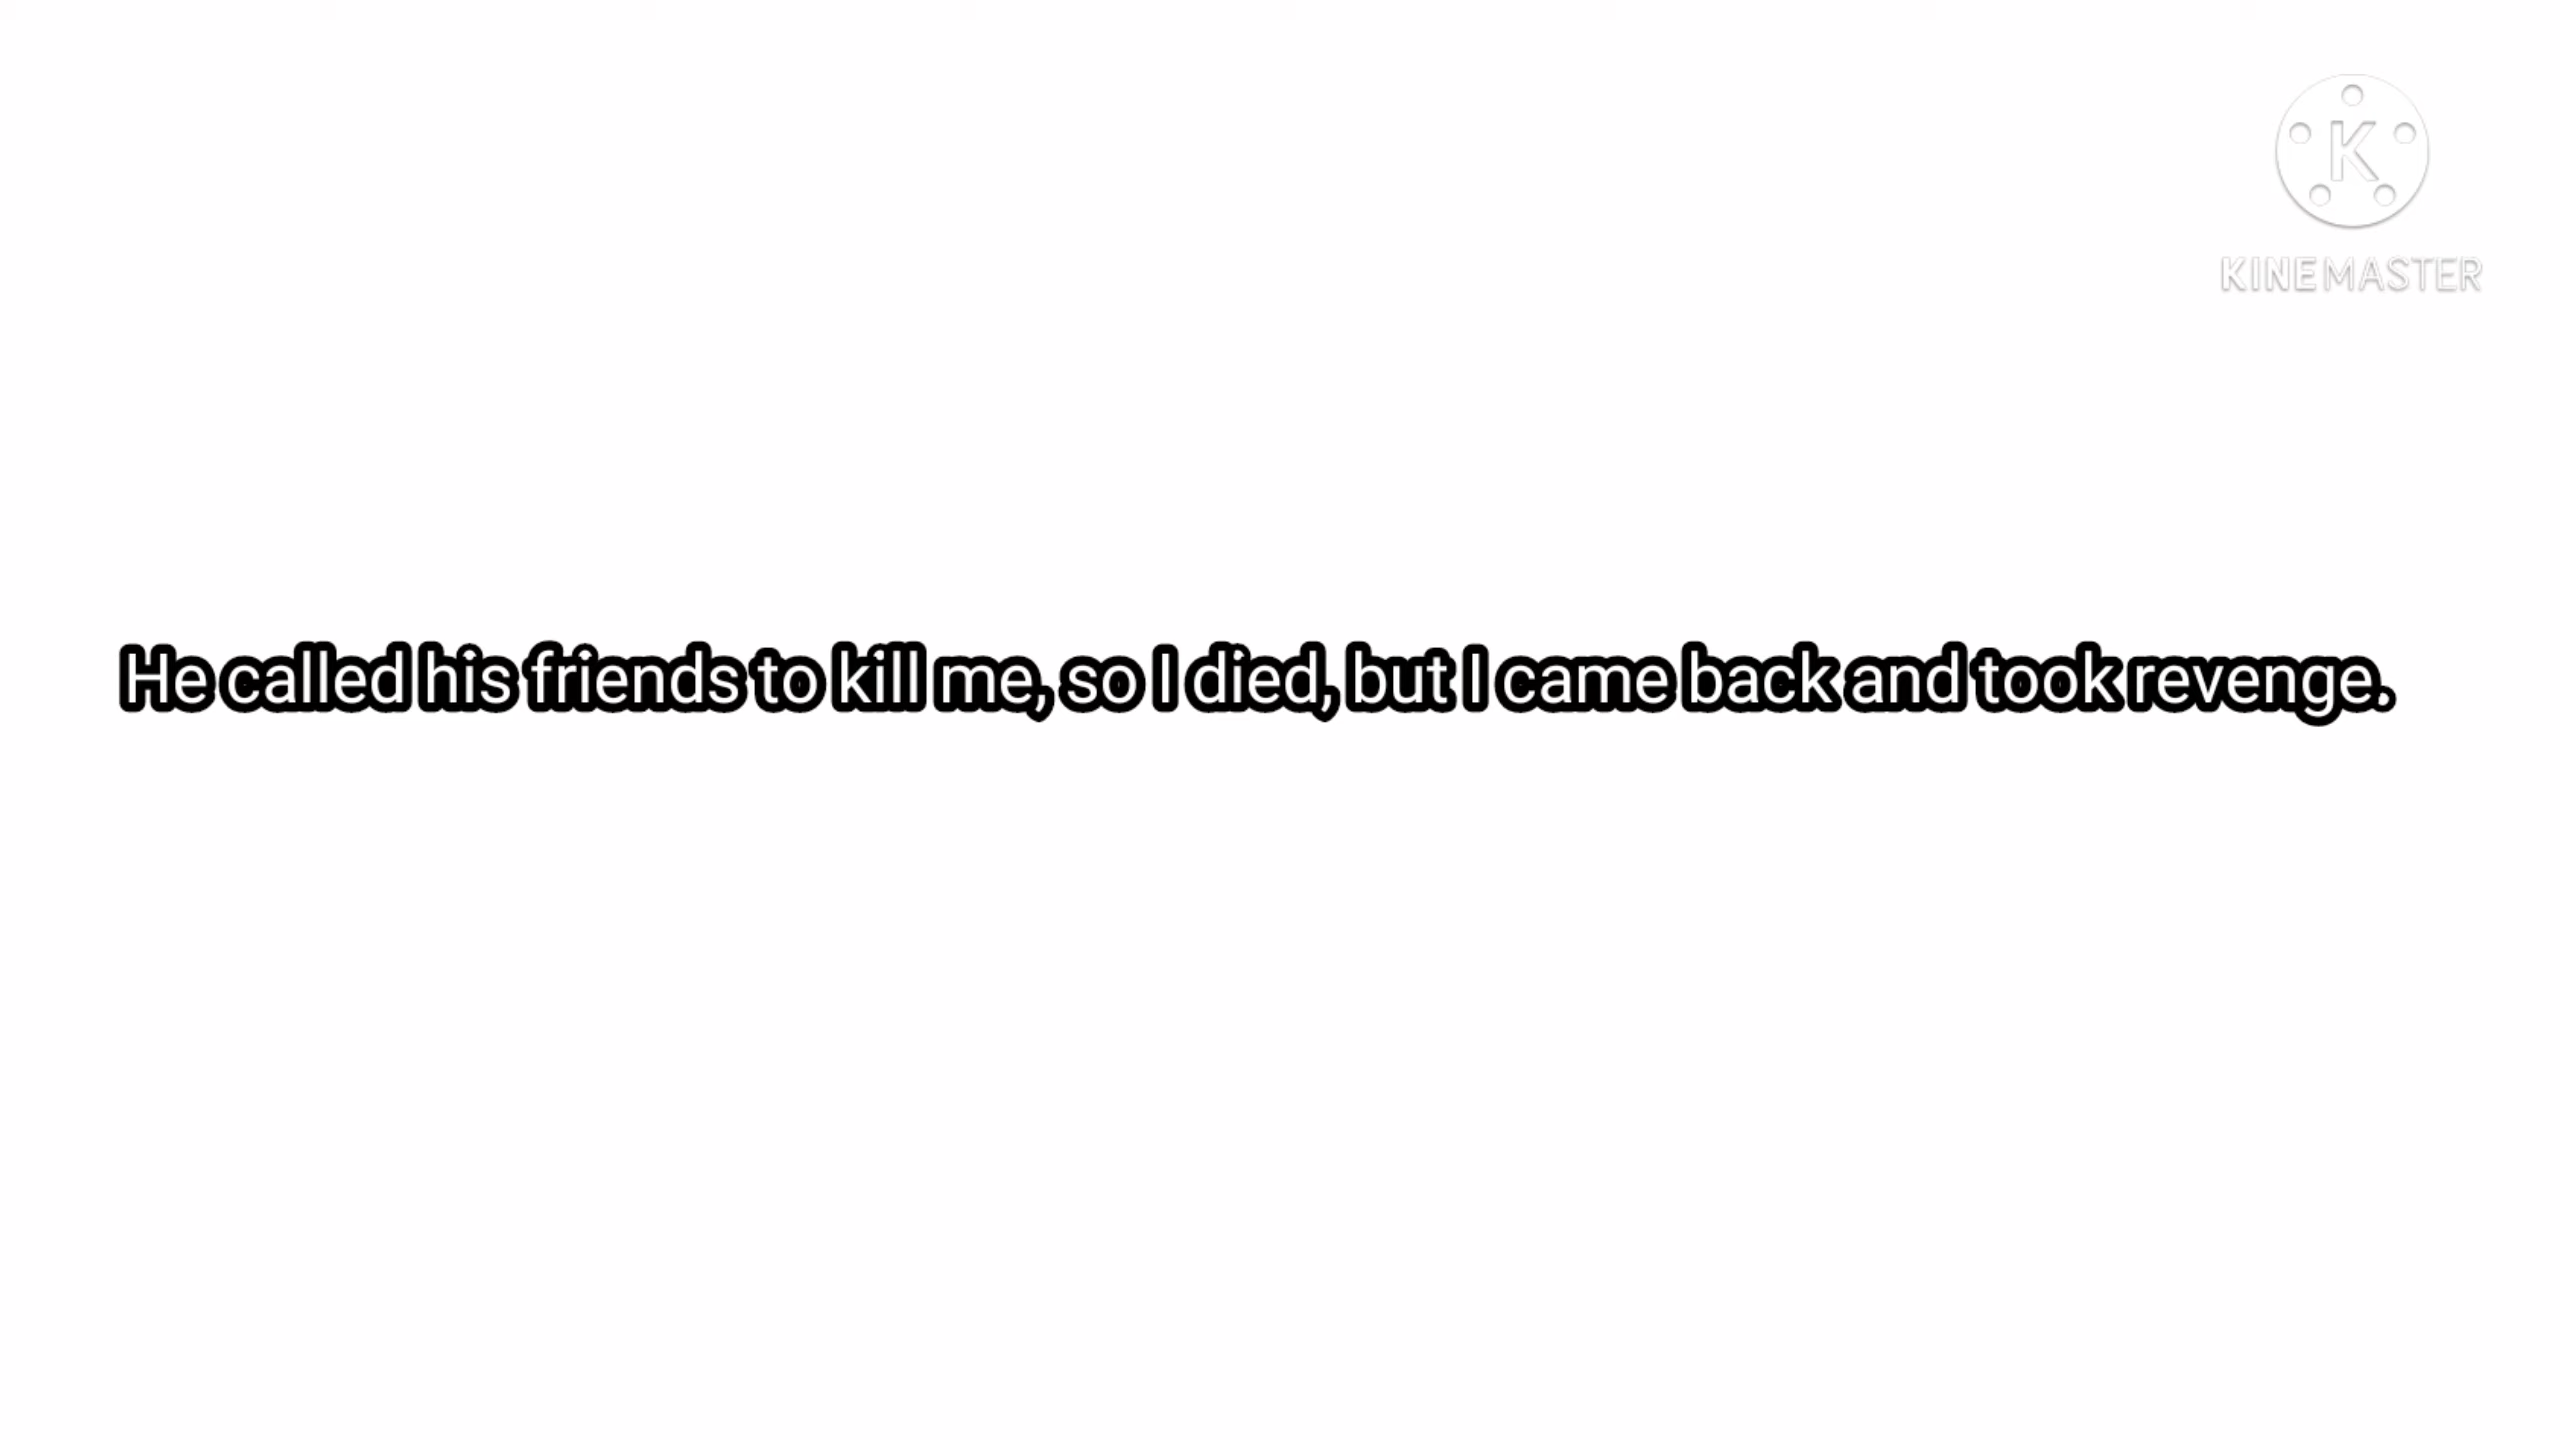 K
KINEMASTER
He called his friends to kill me, so I died, but I came back and took revenge.